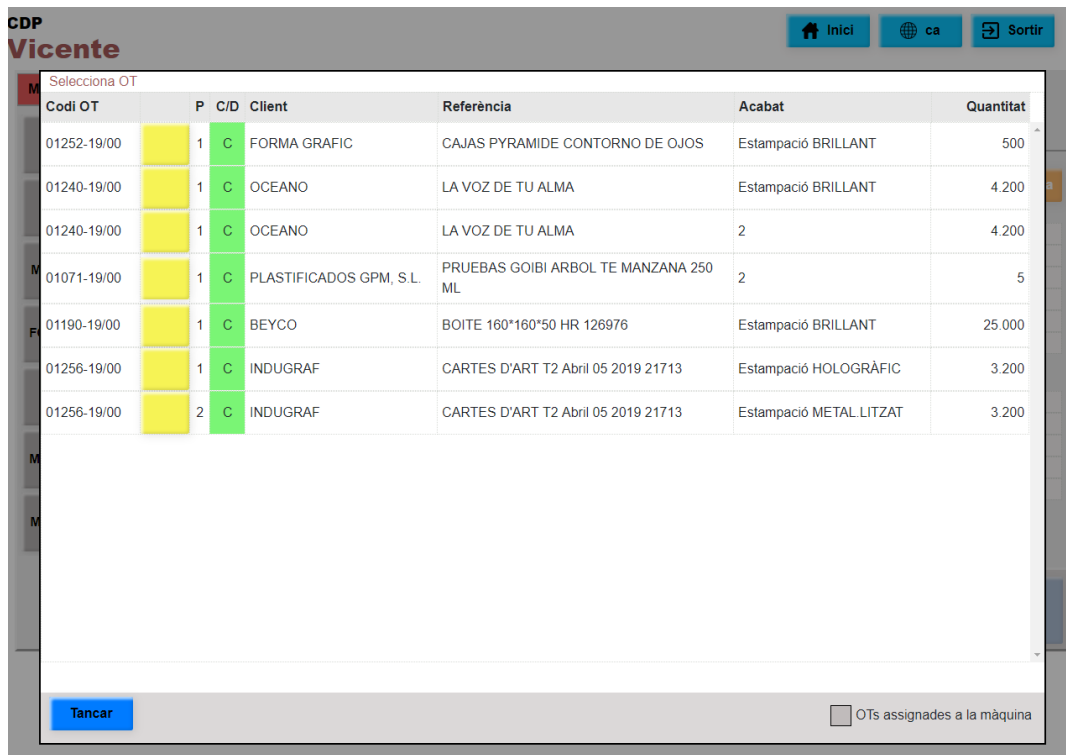 CDP
Vicente
Inici
ca
Sortir
Selecciona OT
Codi OT P C/D Client Referència Acabat Quantitat
01252-19/00 1 C FORMA GRAFIC CAJAS PYRAMIDE CONTORNO DE OJOS Estampació BRILLANT 500
01240-19/00 1 C OCEANO LA VOZ DE TU ALMA Estampació BRILLANT 4.200
01240-19/00 1 C OCEANO LA VOZ DE TU ALMA 2 4.200
01071-19/00 1 C PLASTIFICADOS GPM, S.L. PRUEBAS GOIBI ARBOL TE MANZANA 250
ML 2 5
01190-19/00 1 C BEYCO BOITE 160*160*50 HR 126976 Estampació BRILLANT 25.000
01256-19/00 1 C INDUGRAF CARTES D'ART T2 Abril 05 2019 21713 Estampació HOLOGRÀFIC 3.200
01256-19/00 2 C INDUGRAF CARTES D'ART T2 Abril 05 2019 21713 Estampació METAL.LITZAT 3.200
Tancar
OTs assignades a la màquina